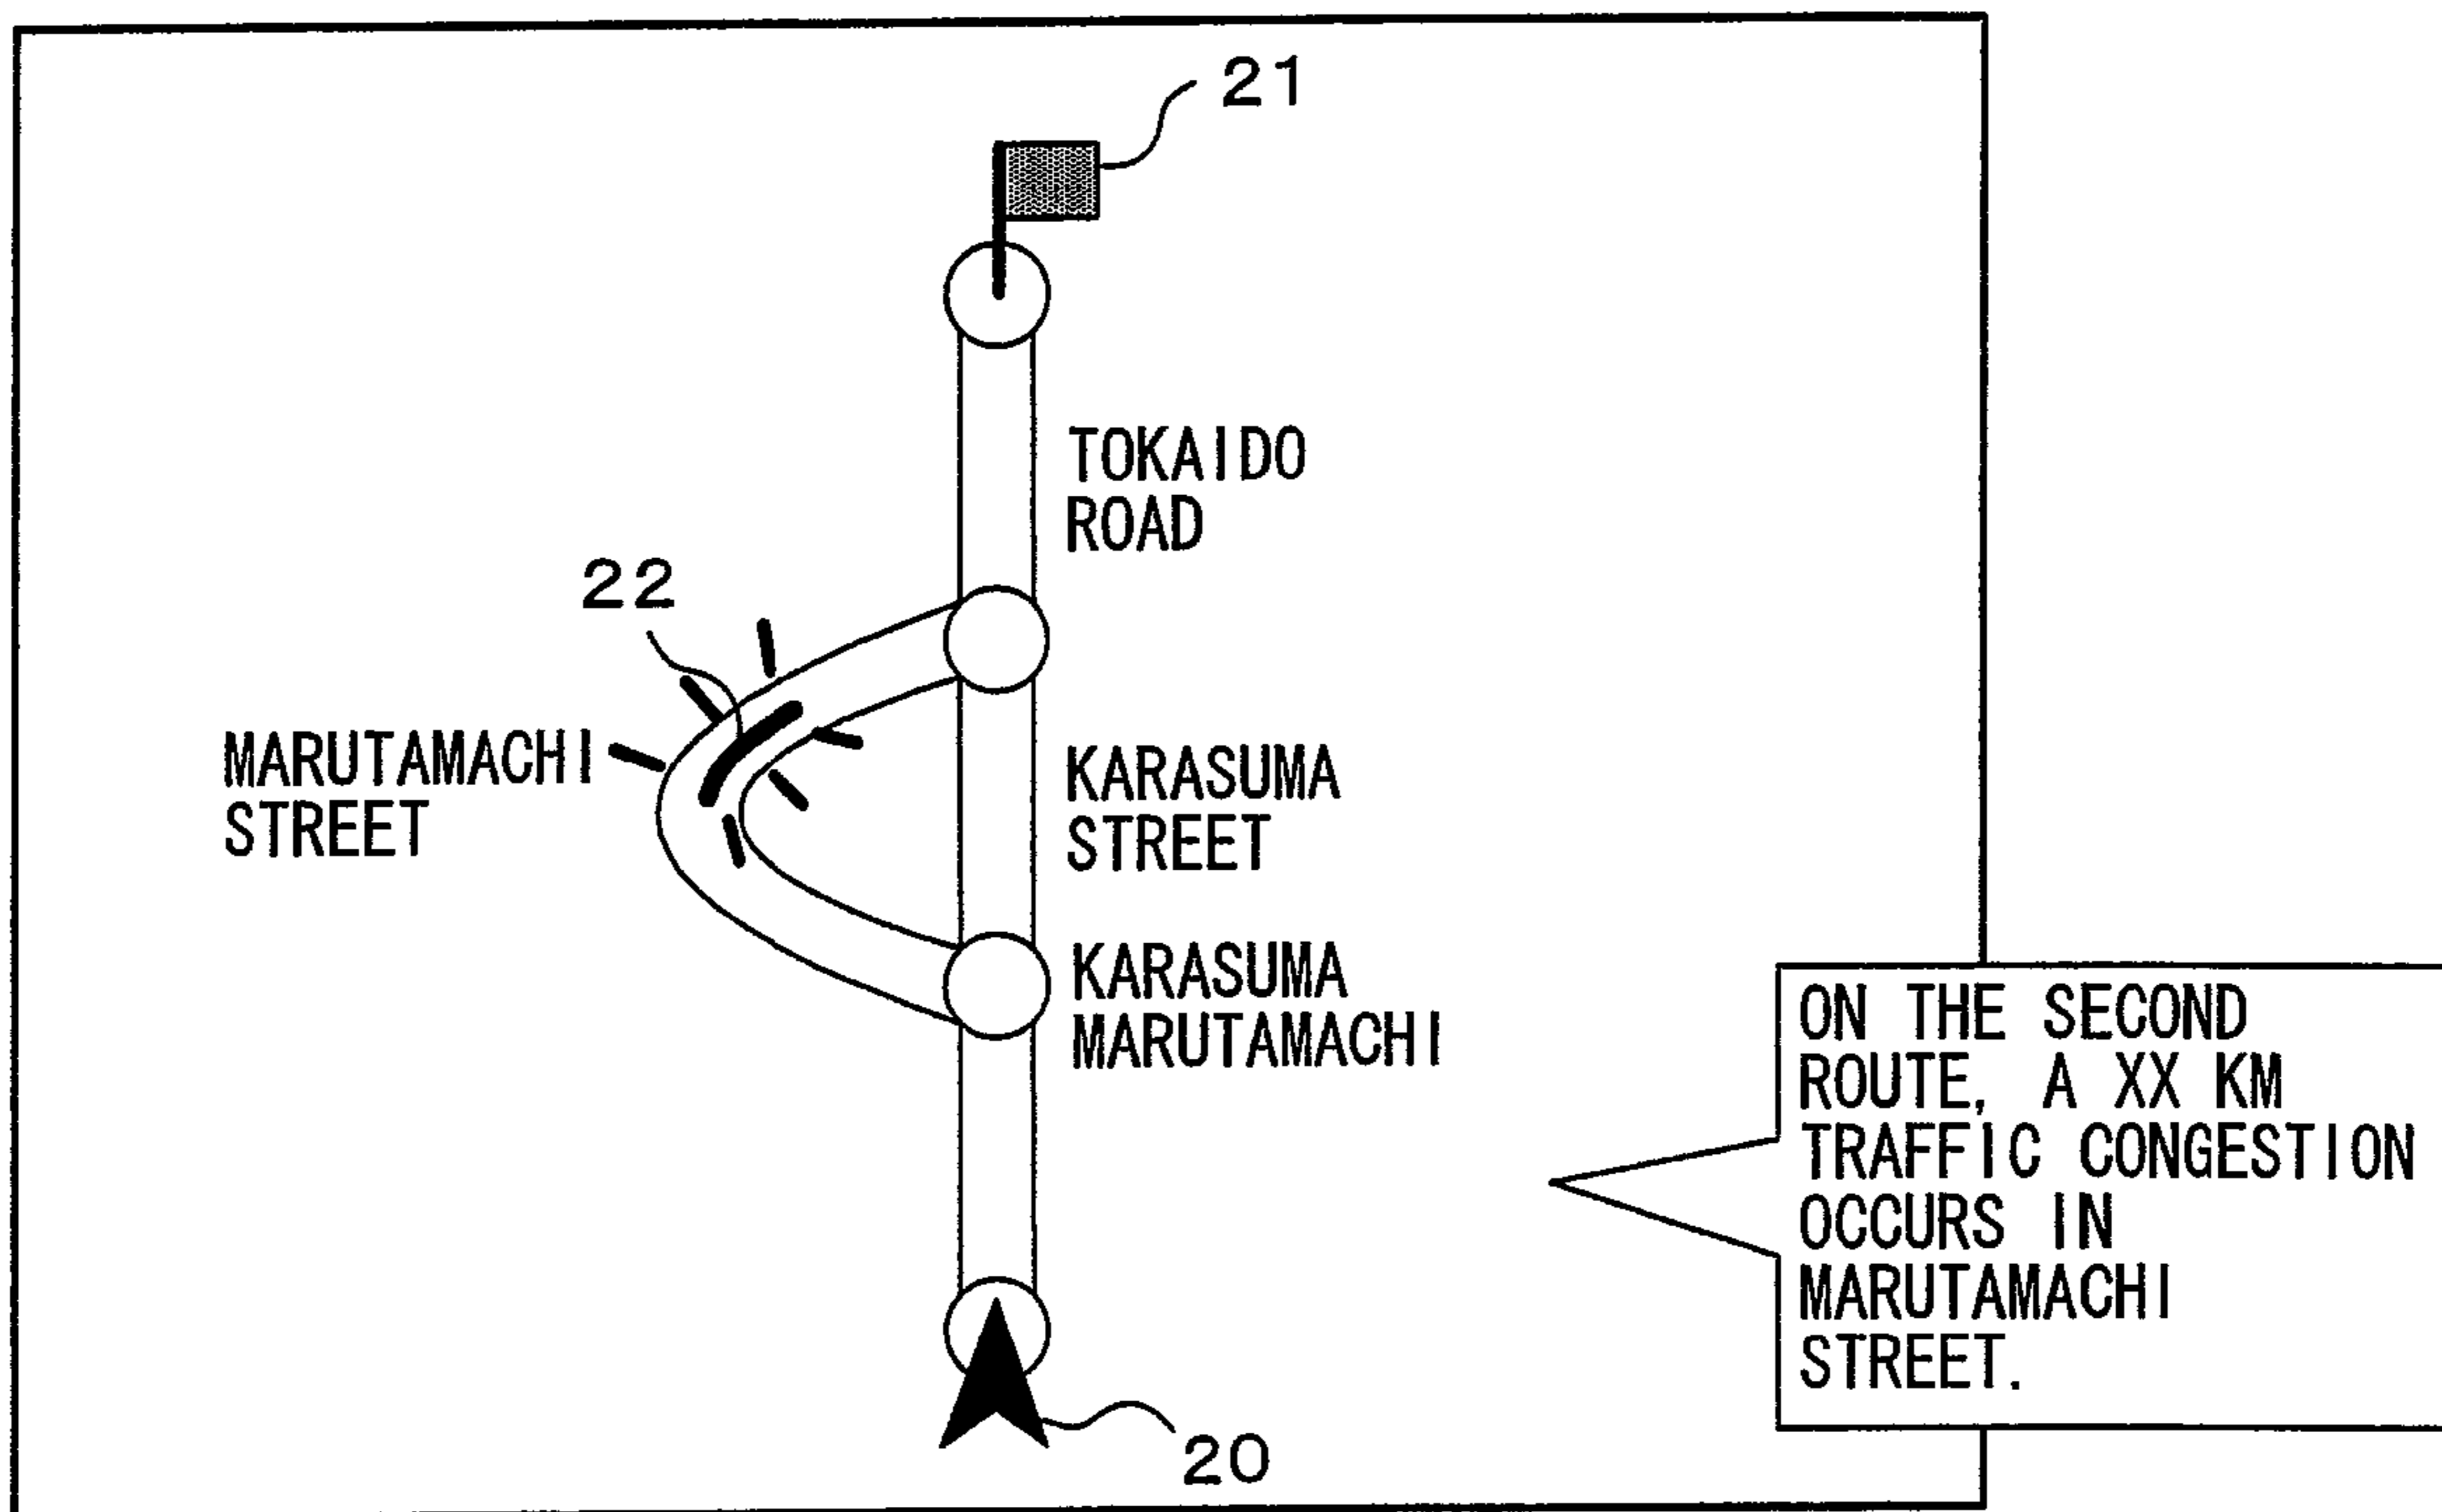 21
TOKAIDO
ROAD
22
MARUTAMACHI
STREET
KARASUMA
STREET
KARASUMA
MARUTAMACHI
ON THE SECOND
ROUTE, A XX KM
TRAFFIC CONGESTION
OCCURS IN
MARUTAMACHI
STREET.
20